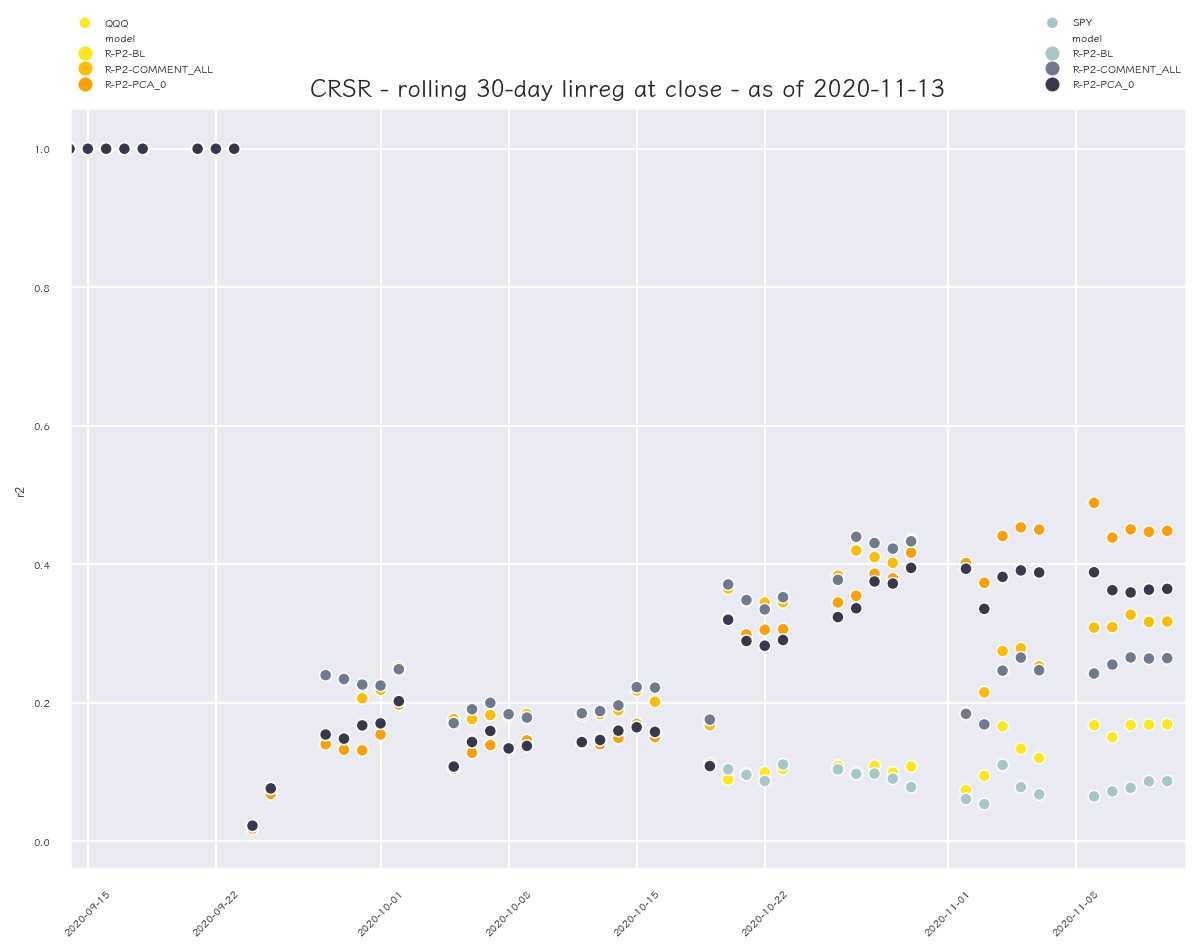 QQQ
model
R-P2-BL
R-P2-COMMENT_ALL
R-P2-PCA_0
SPY
model
R-P2-BL
R-P2-COMMENT_ALL
R-P2-PCA_0
CRSR - rolling 30-day linreg at close - as of 2020-11-13
1.0
0.8
0.6
r2
0.4
0.2
0.0
2020-09-15
2020-09-22
2020-10-01
2020-10-08
2020-10-15
2020-10-22
2020-11-01
2020-11-08